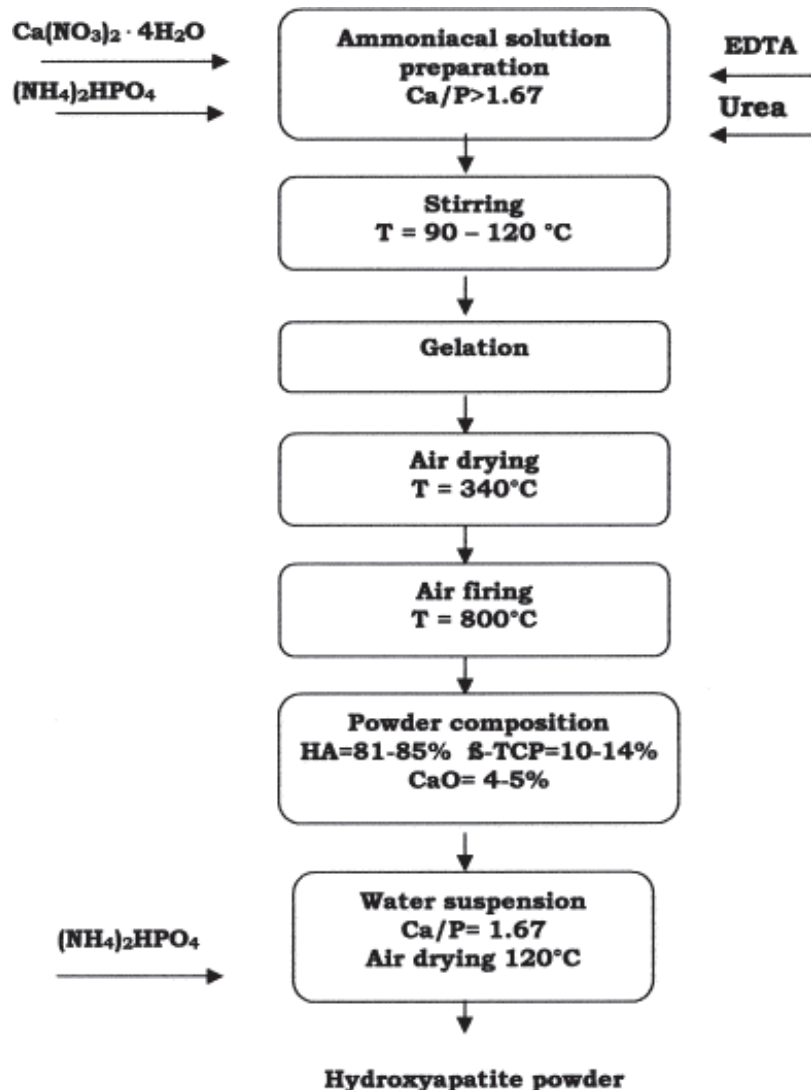 Ca(NO₃)₂ · 4H₂O
(NH₄)₂HPO₄
Ammoniacal solution
preparation
Ca/P>1.67
EDTA
Urea
Stirring
T = 90 – 120 °C
Gelation
Air drying
T = 340°C
Air firing
T = 800°C
Powder composition
HA=81-85% ß-TCP=10-14%
CaO= 4-5%
(NH₄)₂HPO₄
Water suspension
Ca/P= 1.67
Air drying 120°C
Hydroxyapatite powder